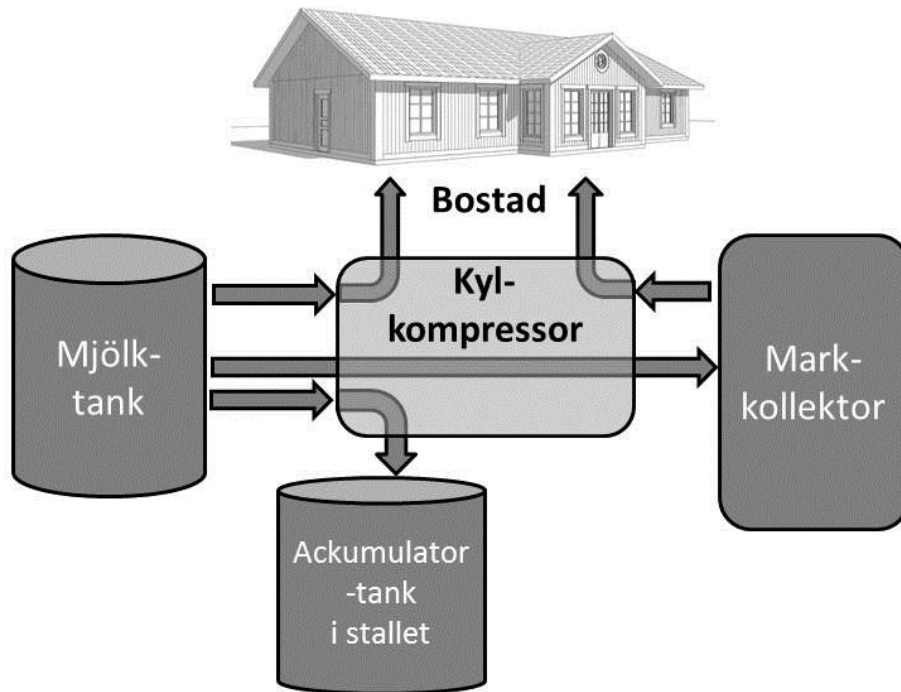 Bostad
Kyl-
kompressor
Mjölk-
tank
Mark-
kollektor
Ackumulator
-tank
i stallet